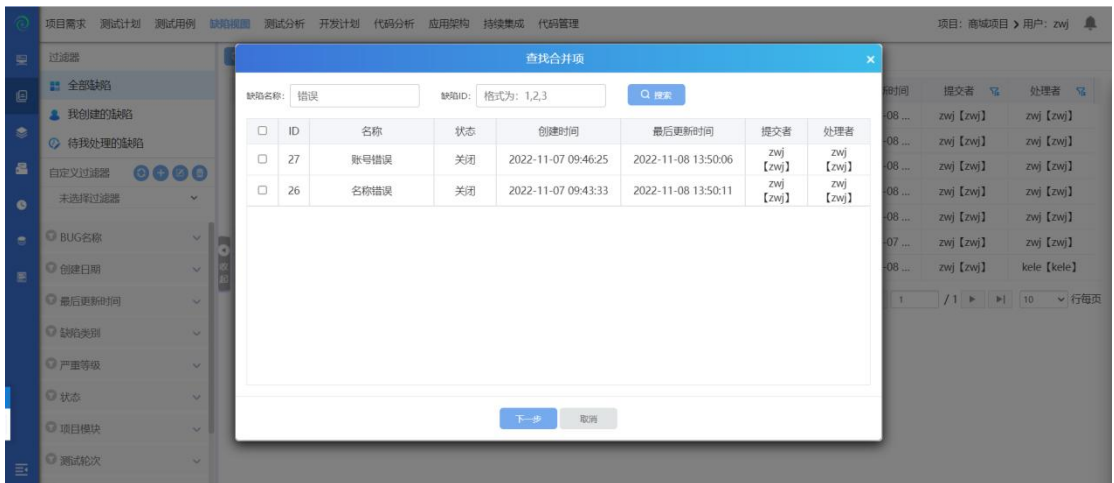 项目需求 测试计划 测试用例 缺陷视图 测试分析 开发计划 代码分析 应用架构 持续集成 代码管理 项目：商城项目 用户：zwj
过滤器
全部缺陷
我创建的缺陷
待我处理的缺陷
自定义过滤器
未选择过滤器
BUG名称
创建日期
最后更新时间
缺陷类别
严重等级
状态
项目模块
测试轮次
收起
查找合并项
缺陷名称： 错误 缺陷ID： 格式为：1,2,3 搜索
ID 名称 状态 创建时间 最后更新时间 提交者 处理者
27 账号错误 关闭 2022-11-07 09:46:25 2022-11-08 13:50:06 zwj【zwj】 zwj【zwj】
26 名称错误 关闭 2022-11-07 09:43:33 2022-11-08 13:50:11 zwj【zwj】 zwj【zwj】
下一步 取消
新时间 提交者 处理者
-08 ... zwj【zwj】 zwj【zwj】
-08 ... zwj【zwj】 zwj【zwj】
-08 ... zwj【zwj】 zwj【zwj】
-08 ... zwj【zwj】 zwj【zwj】
-08 ... zwj【zwj】 zwj【zwj】
-07 ... zwj【zwj】 zwj【zwj】
-08 ... zwj【zwj】 kele【kele】
1 / 1 10 行每页